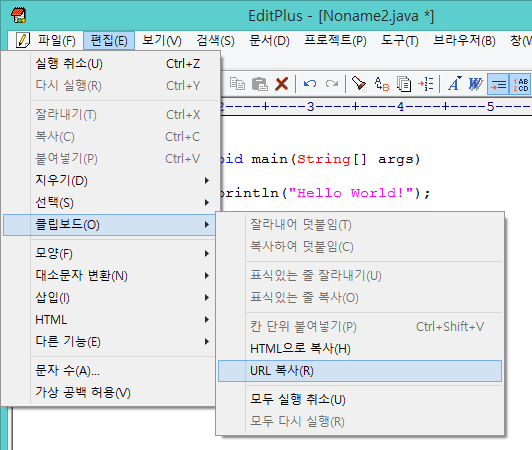 EditPlus - [Noname2.java *]
파일(F) 편집(E) 보기(V) 검색(S) 문서(D) 프로젝트(P) 도구(T) 브라우저(B) 창(W
실행 취소(U) Ctrl+Z
다시 실행(R) Ctrl+Y
잘라내기(T) Ctrl+X
복사(C) Ctrl+C
붙여넣기(P) Ctrl+V
지우기(D)
선택(S)
클립보드(O)
모양(F)
대소문자 변환(N)
삽입(I)
HTML
다른 기능(E)
문자 수(A)...
가상 공백 허용(V)
2----+----3----+----4----+----5----
oid main(String[] args)
println("Hello World!");
잘라내어 덧붙임(T)
복사하여 덧붙임(C)
표식있는 줄 잘라내기(U)
표식있는 줄 복사(O)
칸 단위 붙여넣기(P) Ctrl+Shift+V
HTML으로 복사(H)
URL 복사(R)
모두 실행 취소(U)
모두 다시 실행(R)